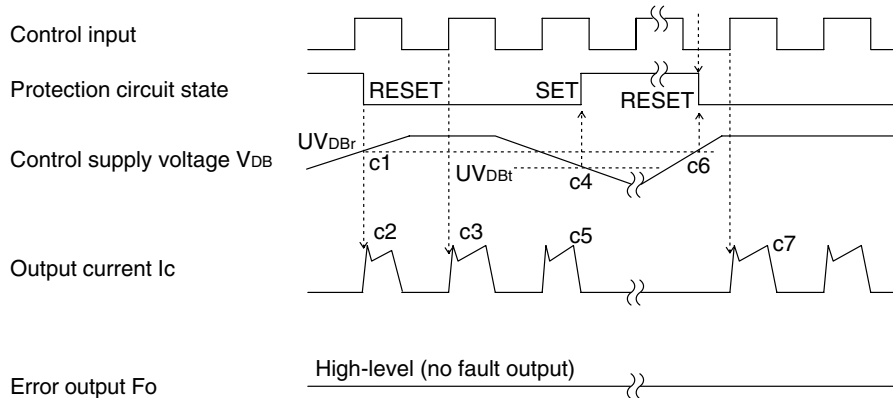 Control input
Protection circuit state
RESET
SET
RESET
Control supply voltage VDB
UVDBr
c1
UVDBt
c4
c6
Output current Ic
c2
c3
c5
c7
Error output Fo
High-level (no fault output)